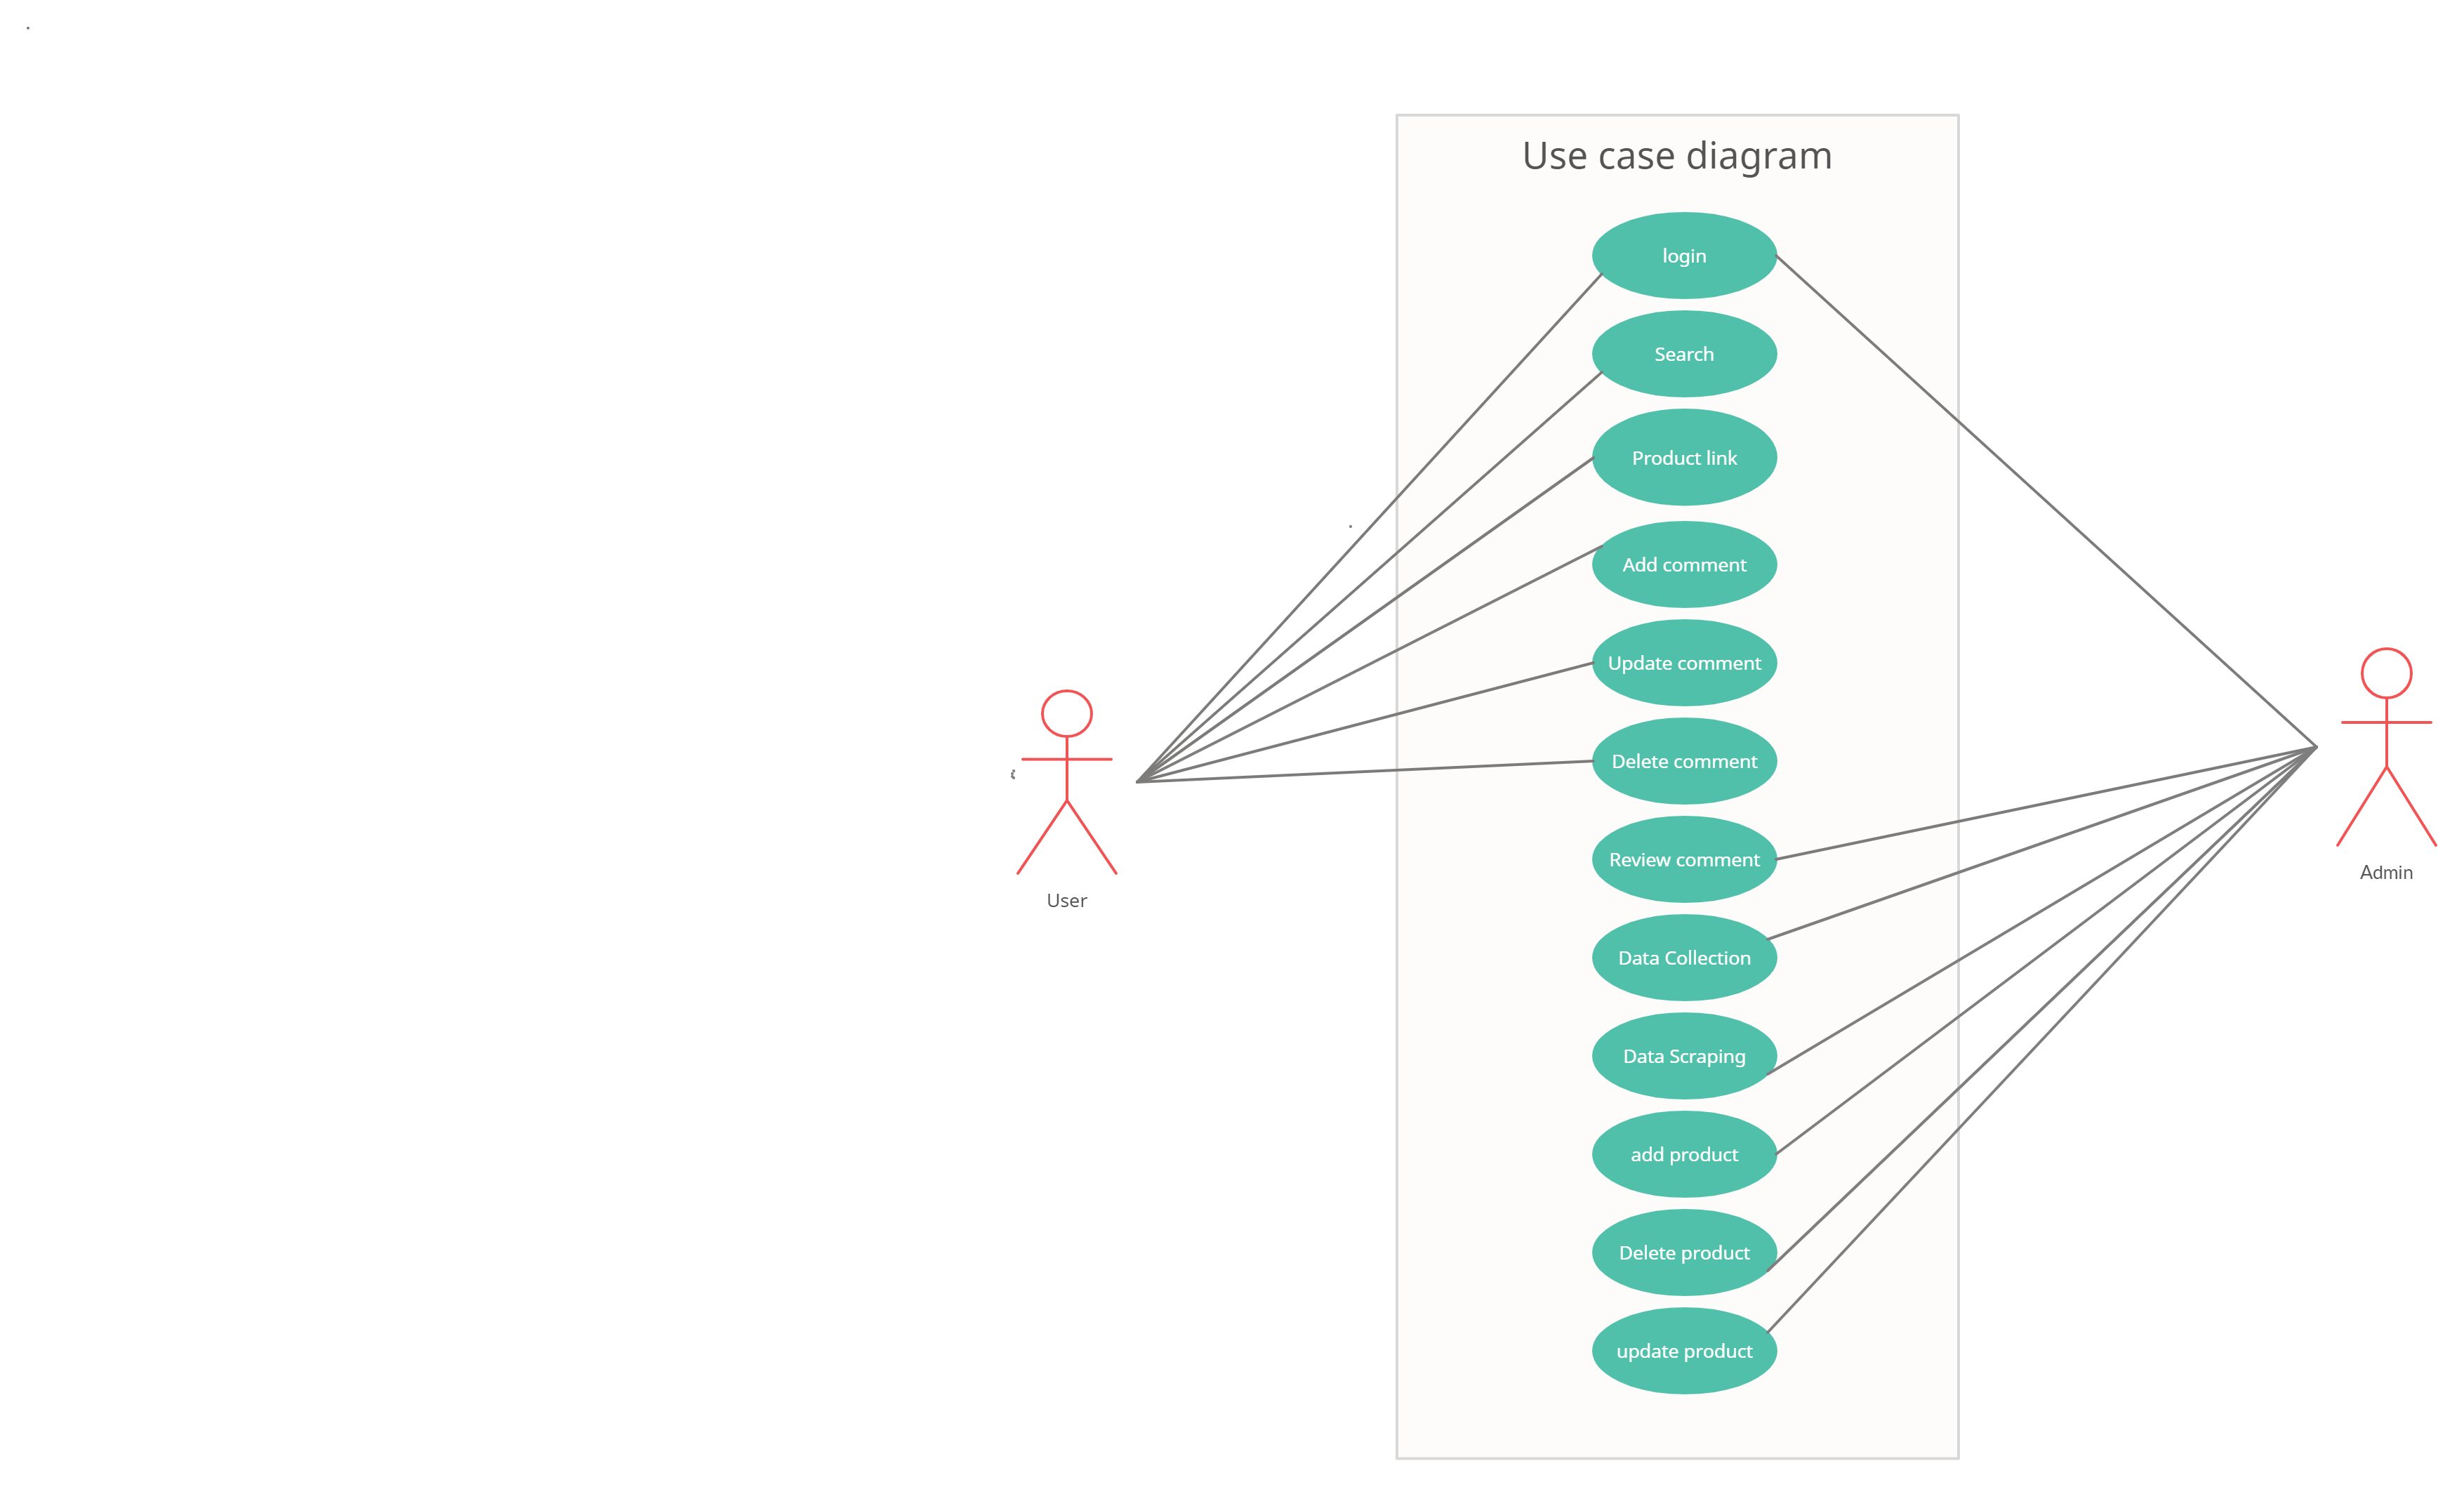 Use case diagram
login
Search
Product link
Add comment
Update comment
Delete comment
Review comment
Data Collection
Data Scraping
add product
Delete product
update product
User
Admin